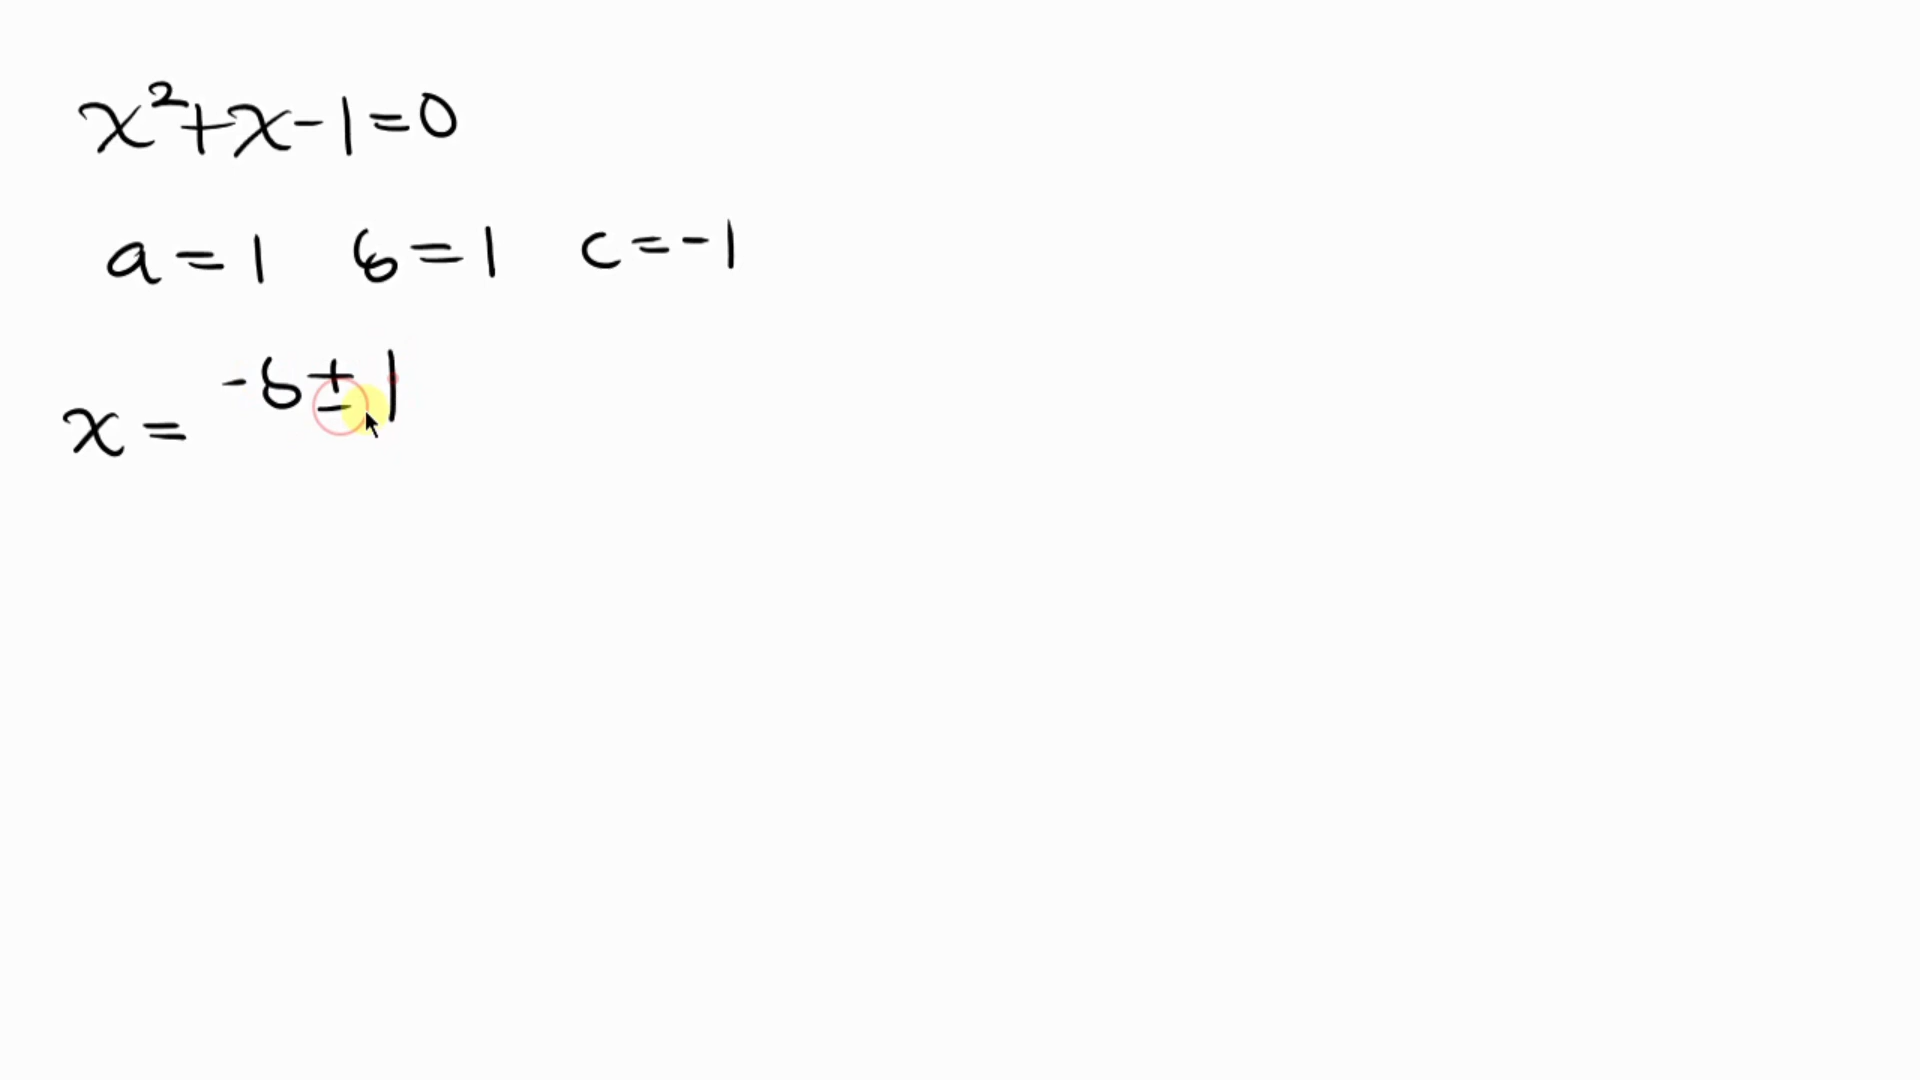 x²+x-1=0
a=1 b=1 c=-1
x= -b±